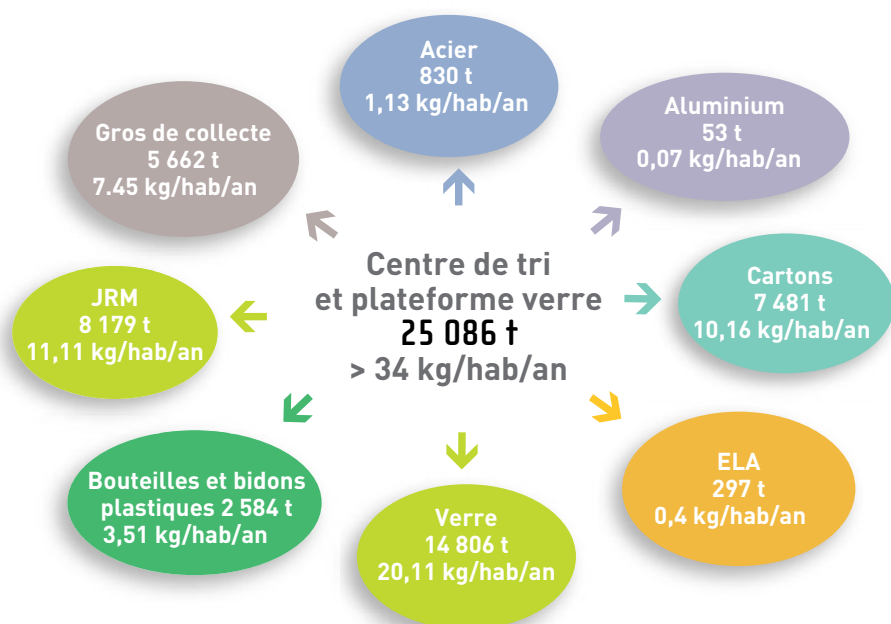 Acier
830 t
1,13 kg/hab/an
Aluminium
53 t
0,07 kg/hab/an
Gros de collecte
5 662 t
7.45 kg/hab/an
Centre de tri
et plateforme verre
25 086 t
> 34 kg/hab/an
Cartons
7 481 t
10,16 kg/hab/an
JRM
8 179 t
11,11 kg/hab/an
ELA
297 t
0,4 kg/hab/an
Bouteilles et bidons
plastiques 2 584 t
3,51 kg/hab/an
Verre
14 806 t
20,11 kg/hab/an